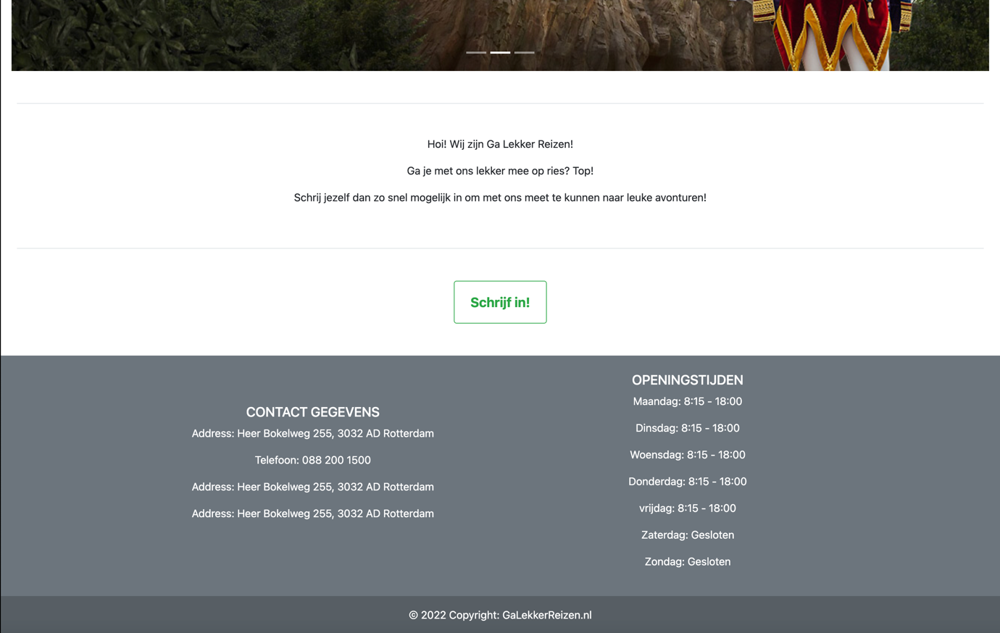 Hoi! Wij zijn Ga Lekker Reizen!
Ga je met ons lekker mee op ries? Top!
Schrij jezelf dan zo snel mogelijk in om met ons meet te kunnen naar leuke avonturen!
Schrijf in!
CONTACT GEGEVENS
Address: Heer Bokelweg 255, 3032 AD Rotterdam
Telefoon: 088 200 1500
Address: Heer Bokelweg 255, 3032 AD Rotterdam
Address: Heer Bokelweg 255, 3032 AD Rotterdam
OPENINGSTIJDEN
Maandag: 8:15 - 18:00
Dinsdag: 8:15 - 18:00
Woensdag: 8:15 - 18:00
Donderdag: 8:15 - 18:00
vrijdag: 8:15 - 18:00
Zaterdag: Gesloten
Zondag: Gesloten
© 2022 Copyright: GaLekkerReizen.nl